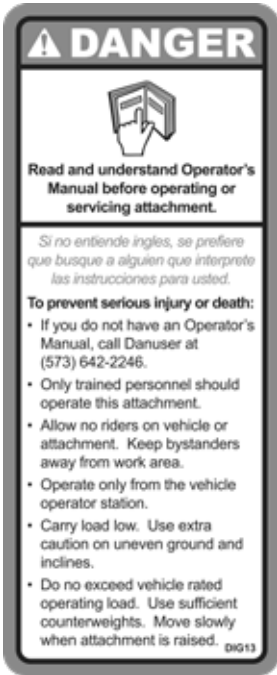 DANGER
Read and understand Operator's
Manual before operating or
servicing attachment.
Si no entiende ingles, se prefiere
que busque a alguien que interprete
las instrucciones para usted.
To prevent serious injury or death:
• If you do not have an Operator's
Manual, call Danuser at
(573) 642-2246.
• Only trained personnel should
operate this attachment.
• Allow no riders on vehicle or
attachment. Keep bystanders
away from work area.
• Operate only from the vehicle
operator station.
• Carry load low. Use extra
caution on uneven ground and
inclines.
• Do no exceed vehicle rated
operating load. Use sufficient
counterweights. Move slowly
when attachment is raised.
DIG13